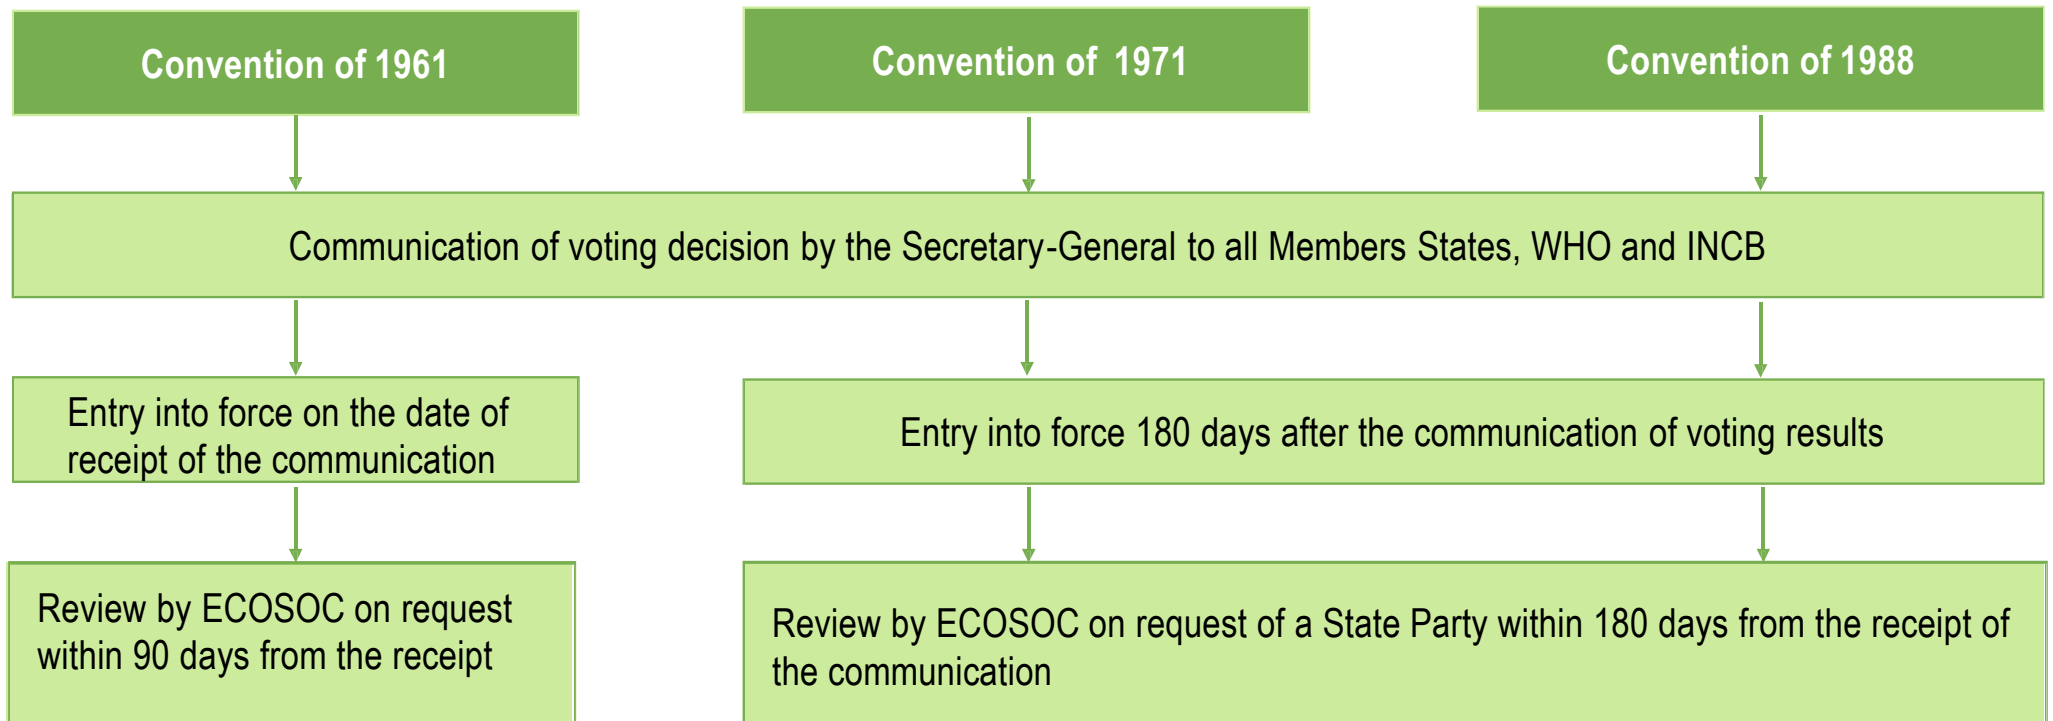 Convention of 1961
Convention of 1971
Convention of 1988
Communication of voting decision by the Secretary-General to all Members States, WHO and INCB
Entry into force on the date of
receipt of the communication
Entry into force 180 days after the communication of voting results
Review by ECOSOC on request
within 90 days from the receipt
Review by ECOSOC on request of a State Party within 180 days from the receipt of
the communication